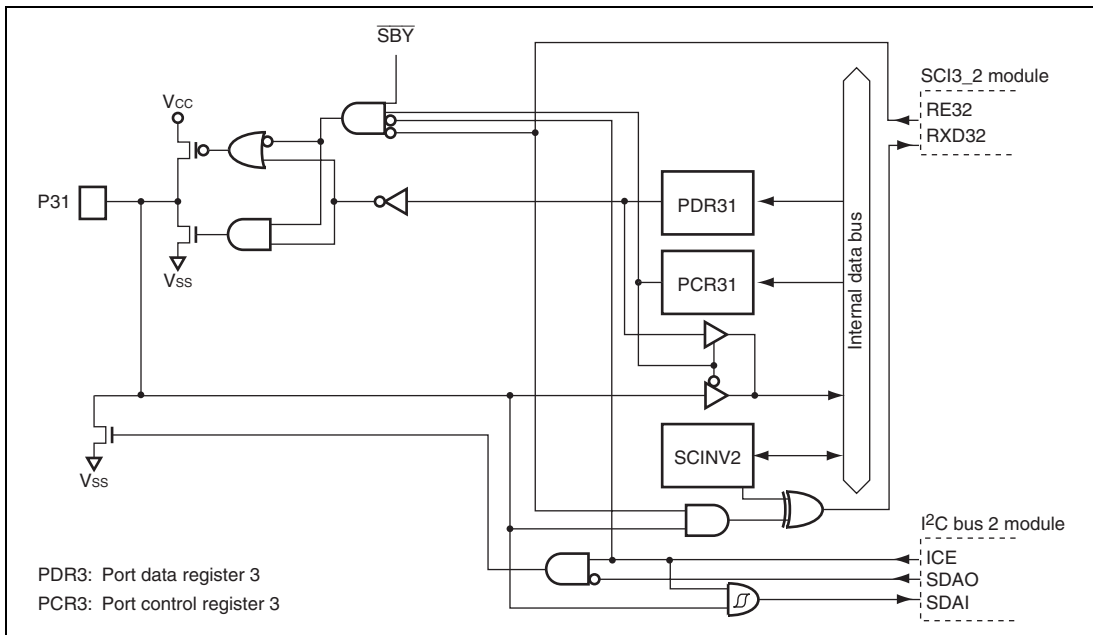 SBY
SCI3_2 module
VCC
RE32
RXD32
P31
PDR31
PCR31
Internal data bus
VSS
VSS
SCINV2
I2C bus 2 module
ICE
SDAO
SDAI
PDR3: Port data register 3
PCR3: Port control register 3